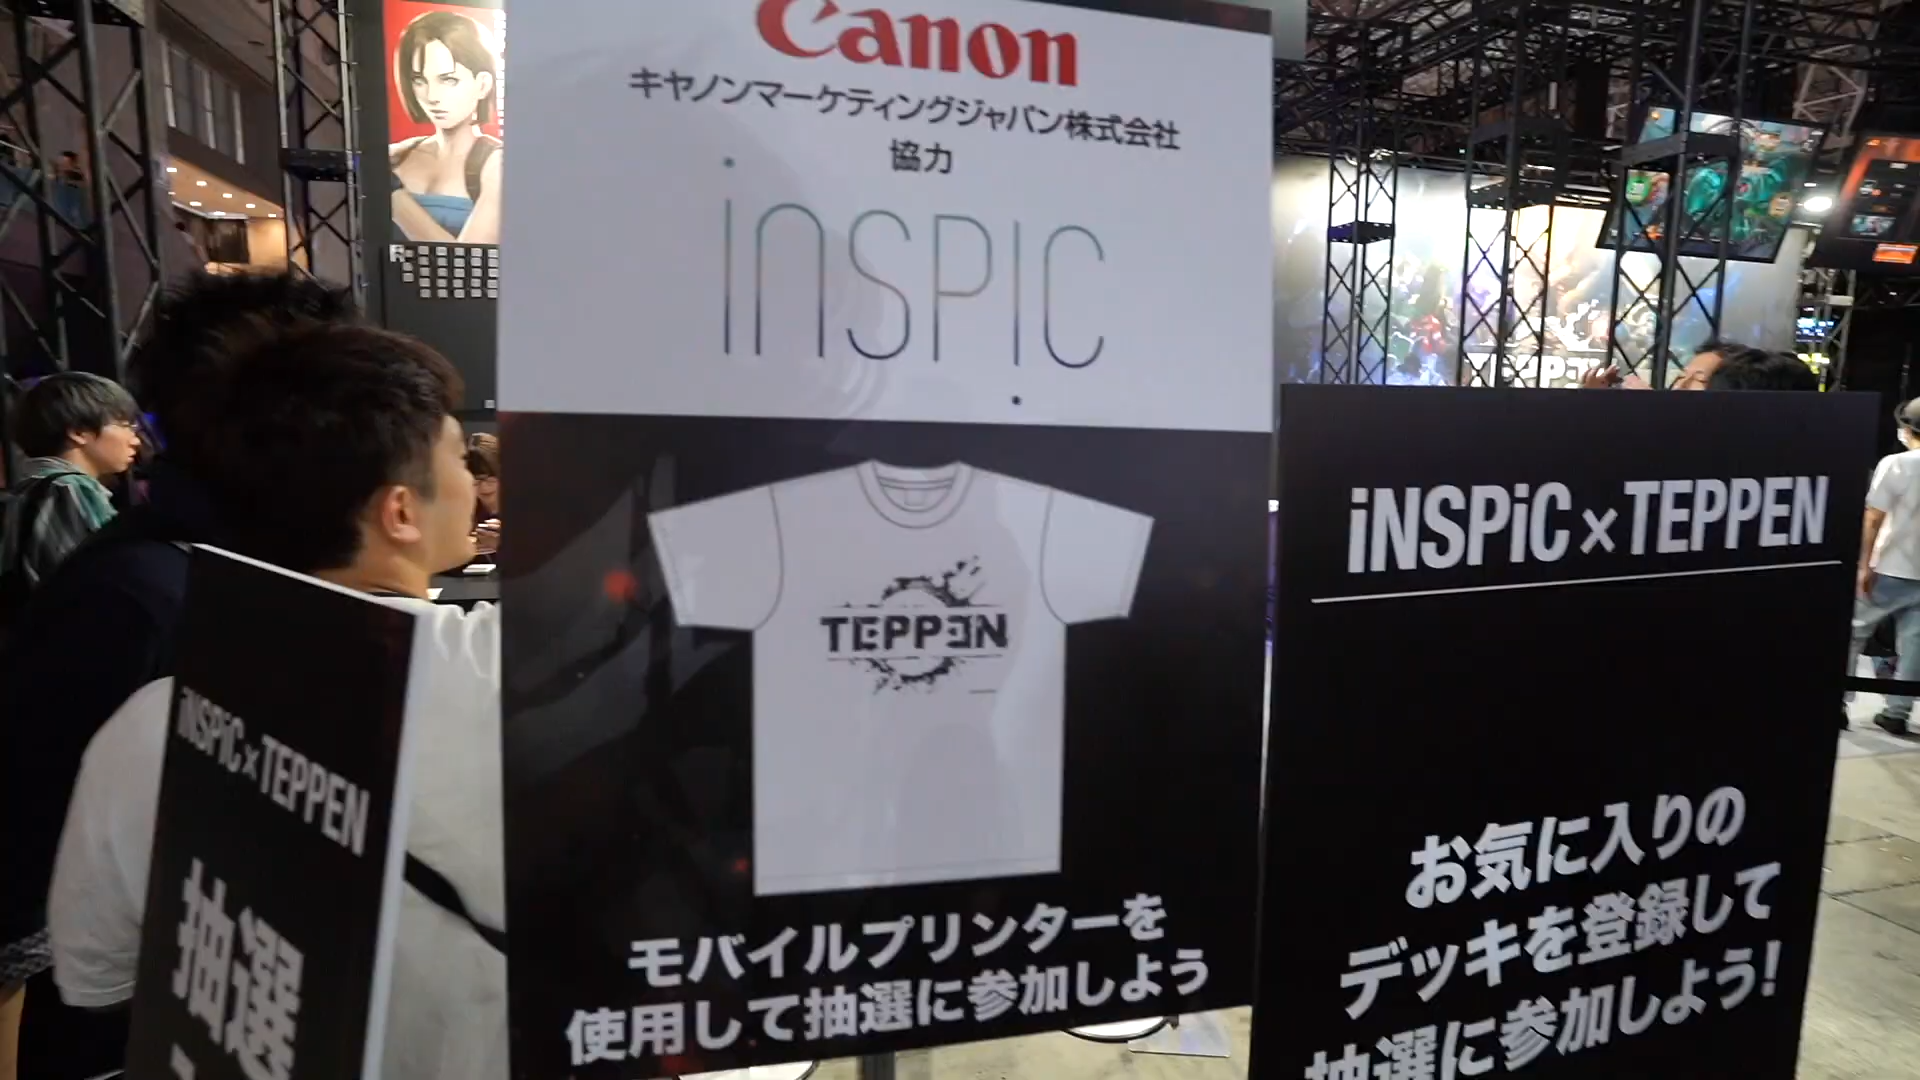 Canon
キヤノンマーケティングジャパン株式会社
協力
iNSPiC
TEPPEN
モバイルプリンターを
使用して抽選に参加しよう
iNSPiC×TEPPEN
お気に入りの
デッキを登録して
抽選に参加しよう!
iNSPiC×TEPPEN
抽選
TEPPEN